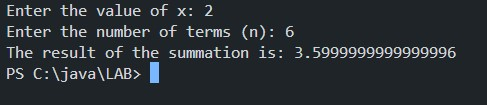 Enter the value of x: 2
Enter the number of terms (n): 6
The result of the summation is: 3.5999999999999996
PS C:\java\LAB>